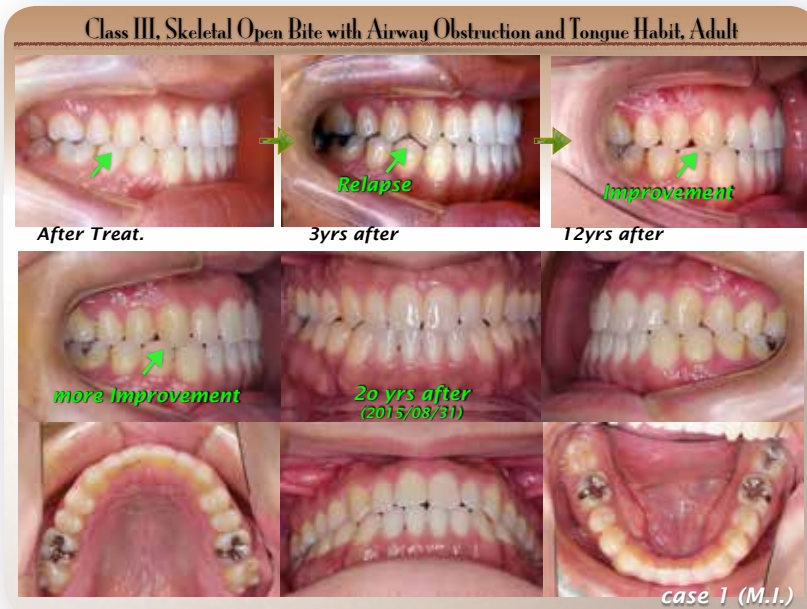 Class III, Skeletal Open Bite with Airway Obstruction and Tongue Habit, Adult
Relapse
Improvement
After Treat.
3yrs after
12yrs after
more Improvement
2o yrs after
(2015/08/31)
case 1 (M.I.)